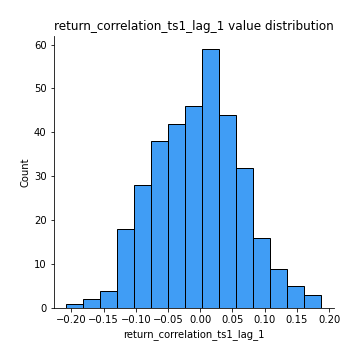 return_correlation_ts1_lag_1 value distribution
60
50
40
30
20
10
0
Count
−0.20 −0.15 −0.10 −0.05 0.00 0.05 0.10 0.15 0.20
return_correlation_ts1_lag_1